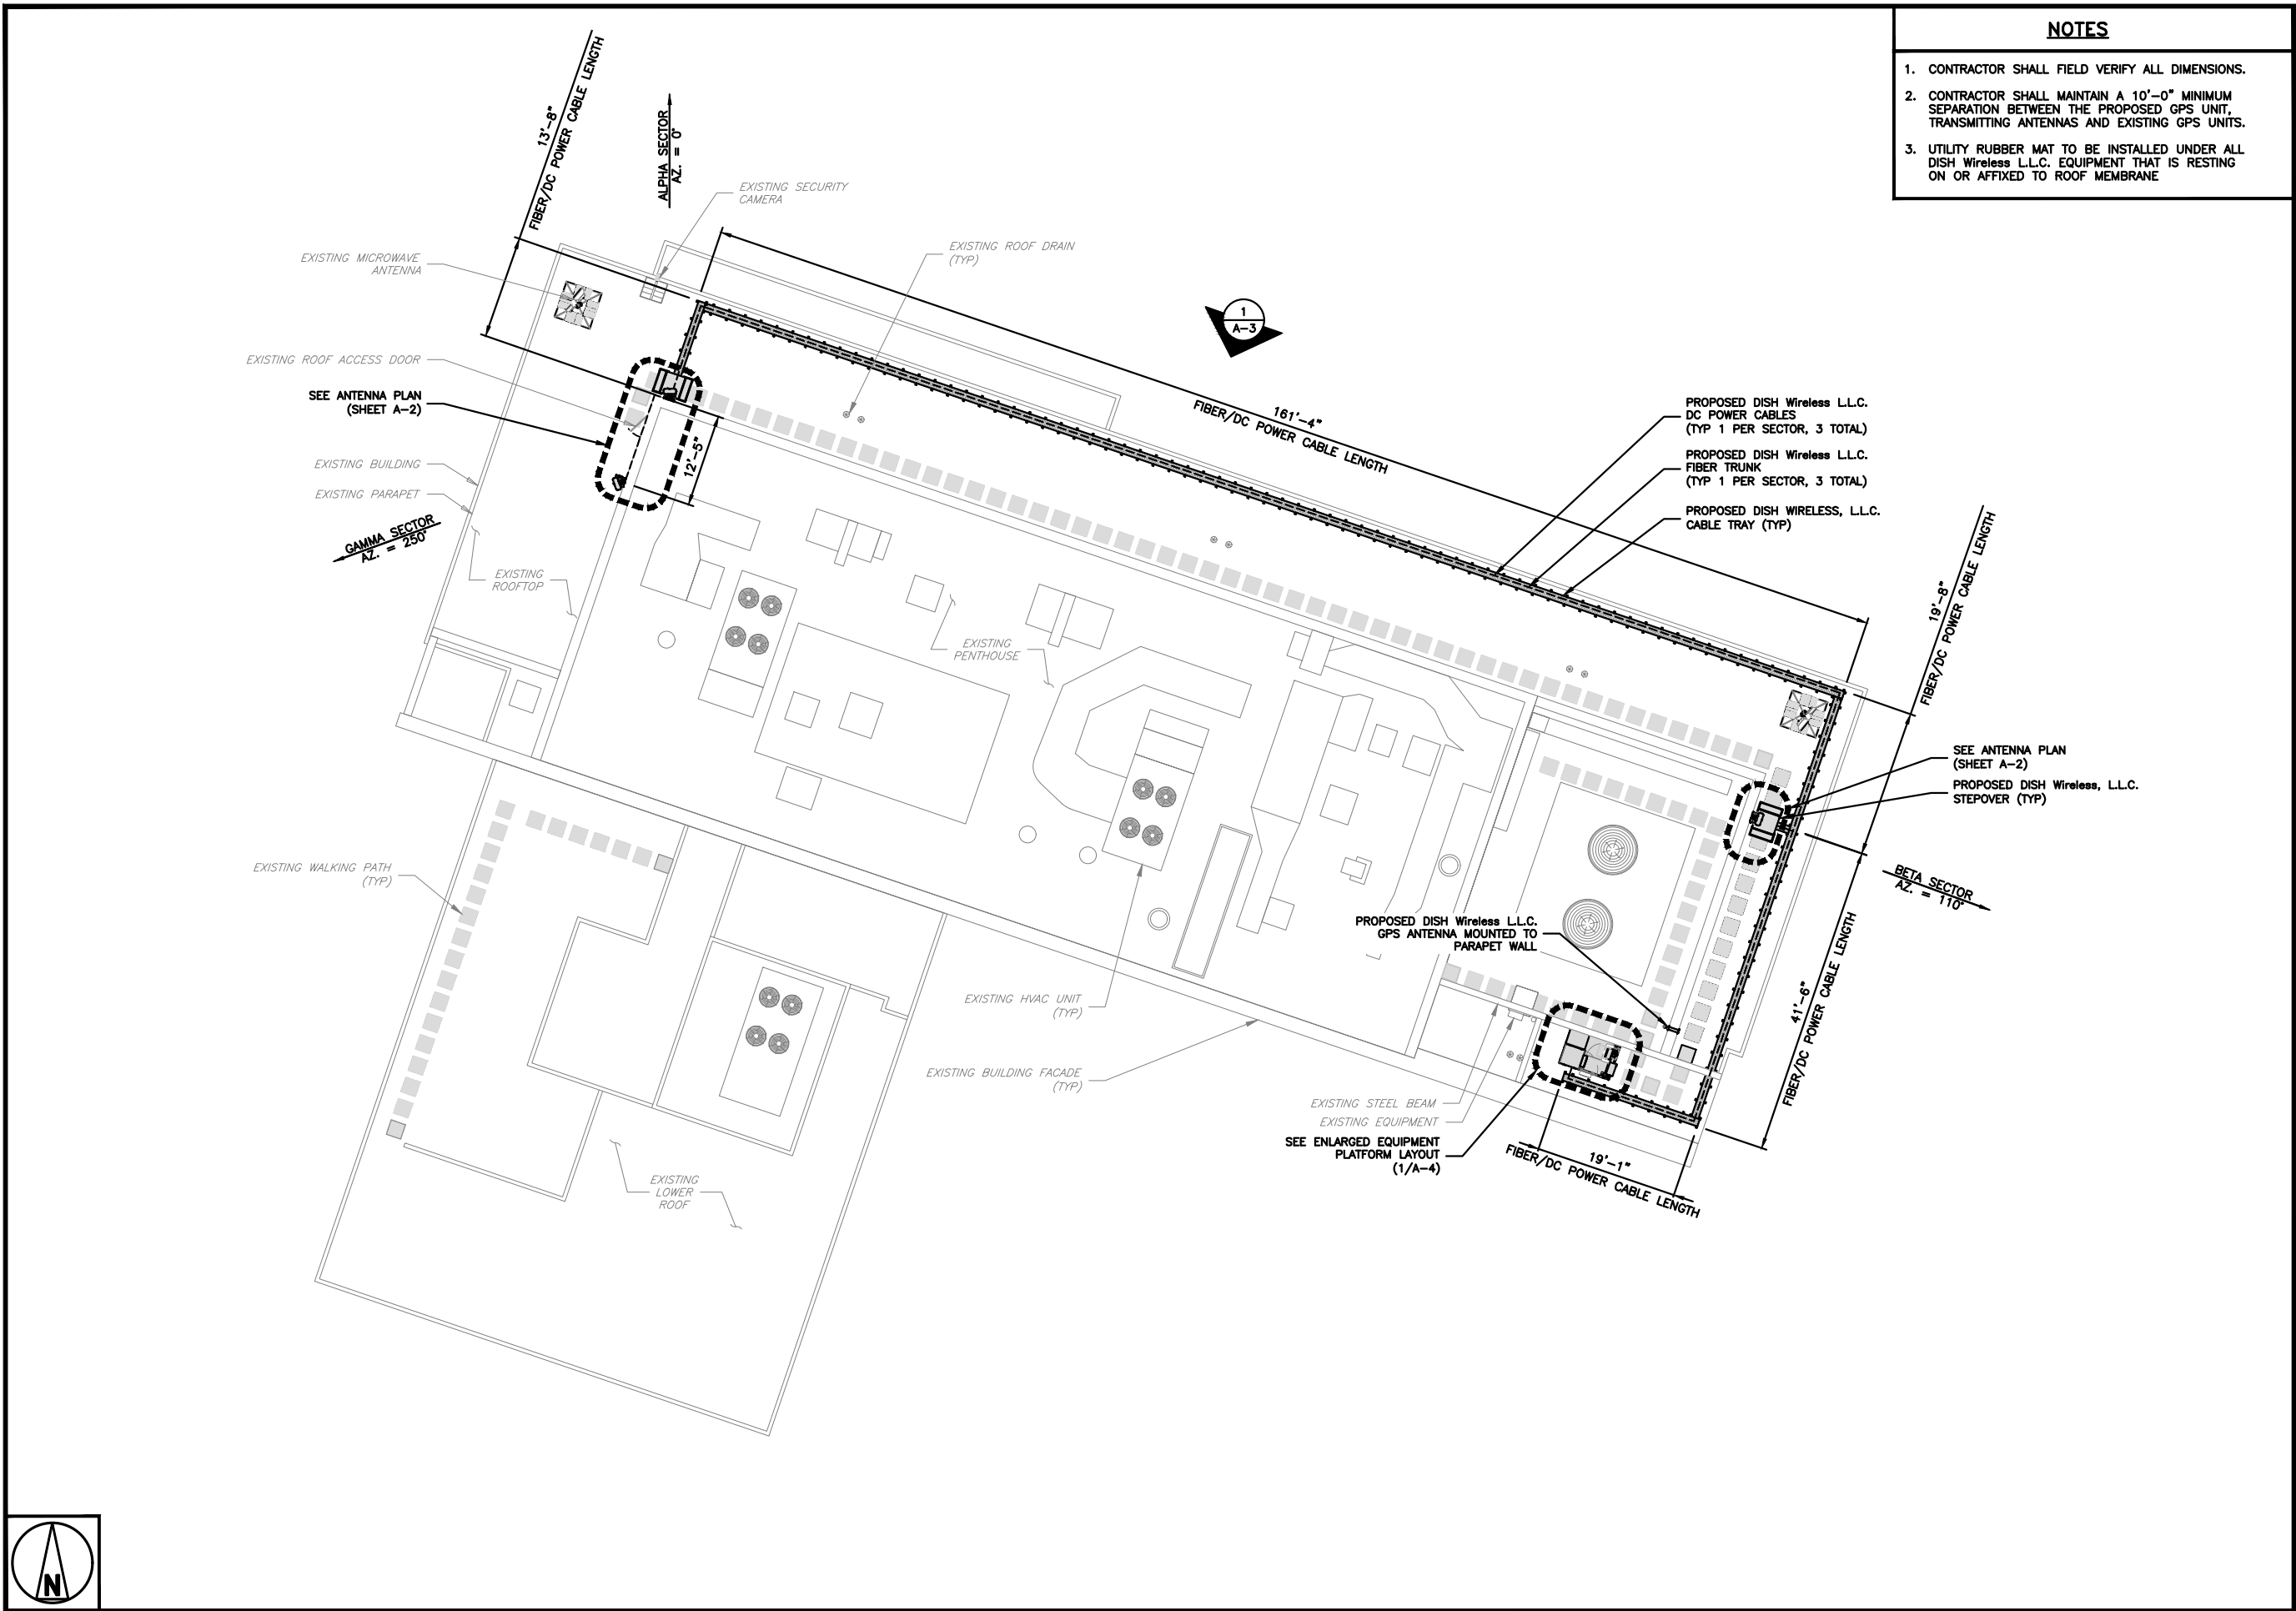 NOTES
1. CONTRACTOR SHALL FIELD VERIFY ALL DIMENSIONS.
2. CONTRACTOR SHALL MAINTAIN A 10'-0" MINIMUM
SEPARATION BETWEEN THE PROPOSED GPS UNIT,
TRANSMITTING ANTENNAS AND EXISTING GPS UNITS.
3. UTILITY RUBBER MAT TO BE INSTALLED UNDER ALL
DISH Wireless L.L.C. EQUIPMENT THAT IS RESTING
ON OR AFFIXED TO ROOF MEMBRANE
13'-8"
FIBER/DC POWER CABLE LENGTH
ALPHA SECTOR
AZ. = 0°
EXISTING SECURITY
CAMERA
EXISTING MICROWAVE
ANTENNA
EXISTING ROOF DRAIN
(TYP)
1
A-3
EXISTING ROOF ACCESS DOOR
SEE ANTENNA PLAN
(SHEET A-2)
161'-4"
FIBER/DC POWER CABLE LENGTH
PROPOSED DISH Wireless L.L.C.
DC POWER CABLES
(TYP 1 PER SECTOR, 3 TOTAL)
PROPOSED DISH Wireless L.L.C.
FIBER TRUNK
(TYP 1 PER SECTOR, 3 TOTAL)
PROPOSED DISH WIRELESS, L.L.C.
CABLE TRAY (TYP)
12'-5"
EXISTING BUILDING
EXISTING PARAPET
GAMMA SECTOR
AZ. = 250°
EXISTING
ROOFTOP
EXISTING
PENTHOUSE
19'-8"
FIBER/DC POWER CABLE LENGTH
SEE ANTENNA PLAN
(SHEET A-2)
PROPOSED DISH Wireless, L.L.C.
STEPOVER (TYP)
EXISTING WALKING PATH
(TYP)
BETA SECTOR
AZ. = 110°
PROPOSED DISH Wireless L.L.C.
GPS ANTENNA MOUNTED TO
PARAPET WALL
41'-6"
FIBER/DC POWER CABLE LENGTH
EXISTING HVAC UNIT
(TYP)
EXISTING BUILDING FACADE
(TYP)
EXISTING STEEL BEAM
EXISTING EQUIPMENT
SEE ENLARGED EQUIPMENT
PLATFORM LAYOUT
(1/A-4)
19'-1"
FIBER/DC POWER CABLE LENGTH
EXISTING
LOWER
ROOF
N